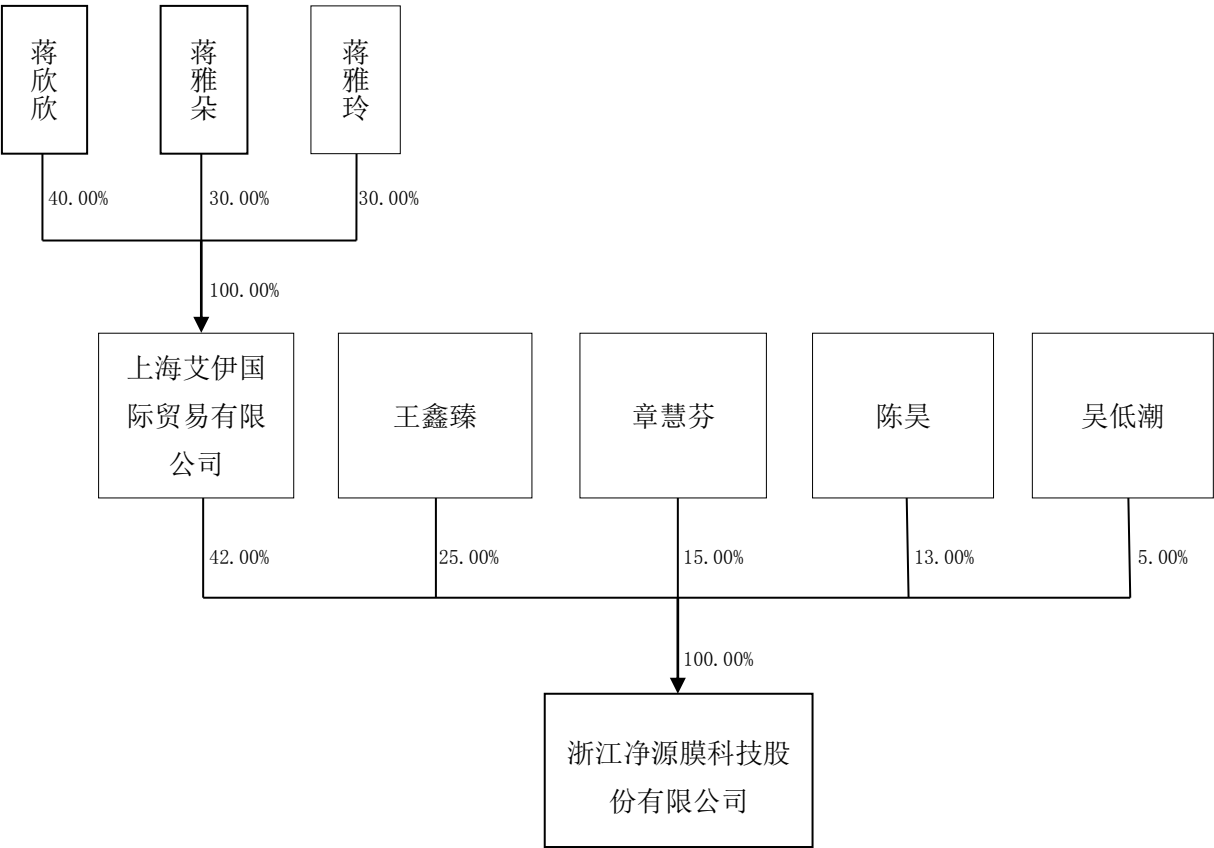 蒋欣欣
蒋雅朵
蒋雅玲
40.00%
30.00%
30.00%
100.00%
上海艾伊国
际贸易有限
公司
王鑫臻
章慧芬
陈昊
吴低潮
42.00%
25.00%
15.00%
13.00%
5.00%
100.00%
浙江净源膜科技股
份有限公司